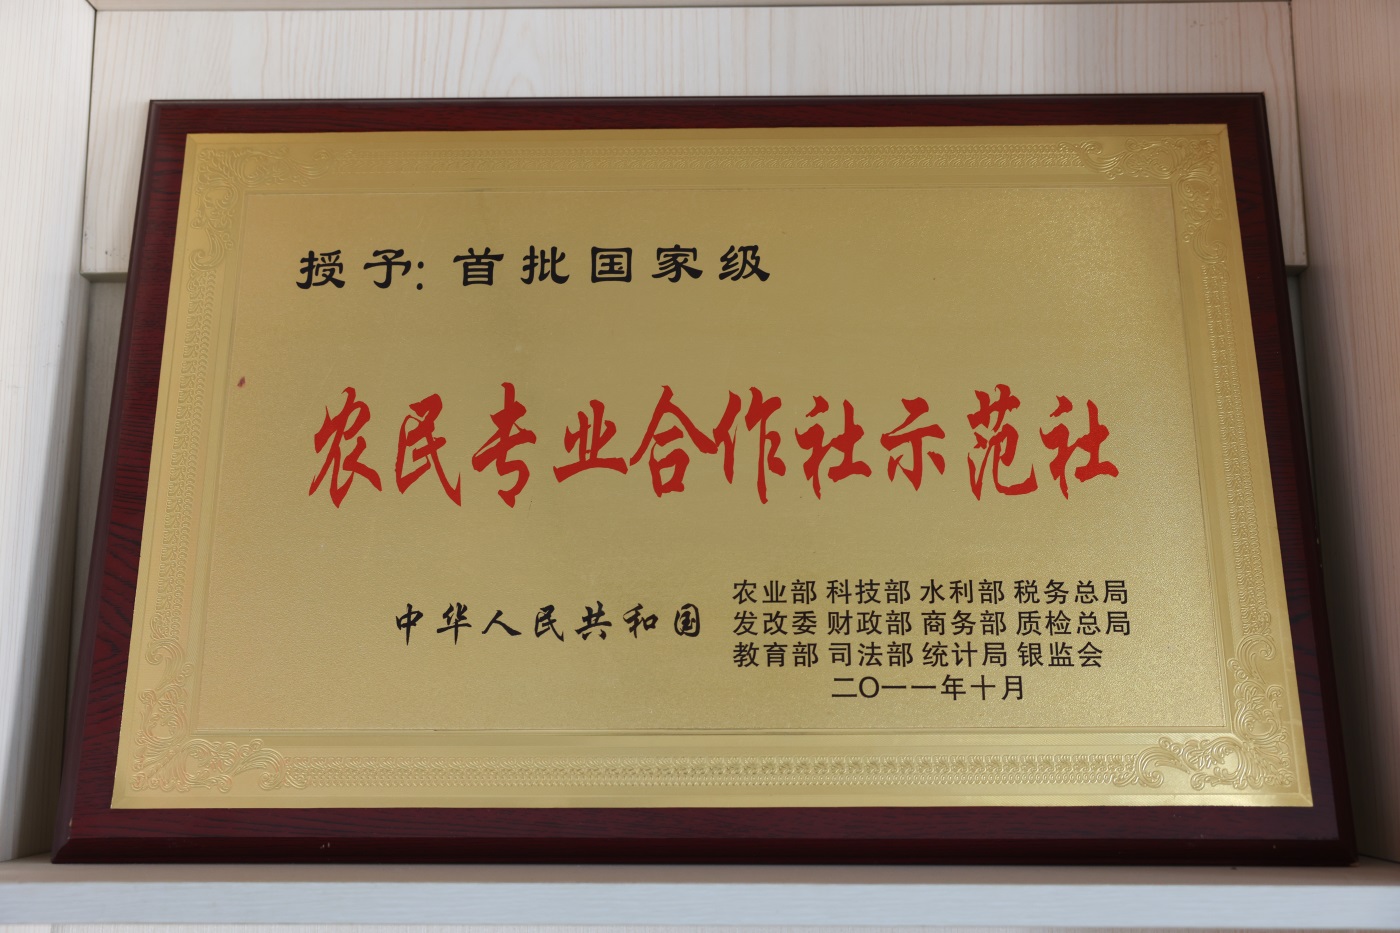 授予:首批国家级
农民专业合作社示范社
中华人民共和国
农业部 科技部 水利部 税务总局
发改委 财政部 商务部 质检总局
教育部 司法部 统计局 银监会
二〇一一年十月